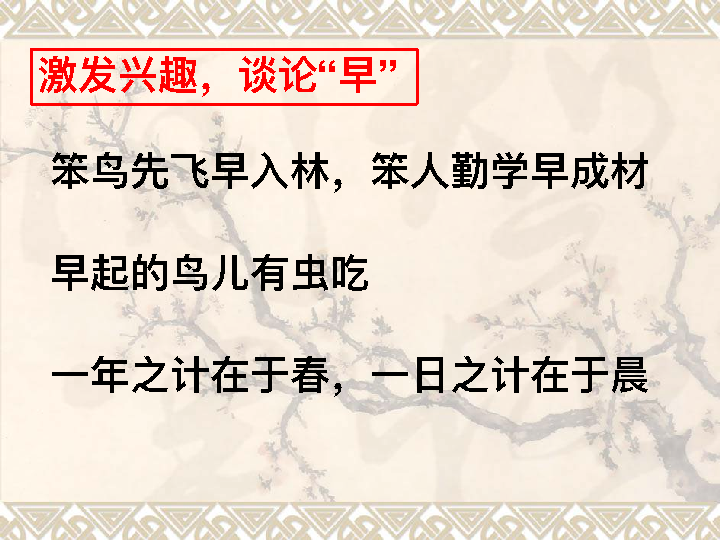 激发兴趣，谈论“早”
笨鸟先飞早入林，笨人勤学早成材
早起的鸟儿有虫吃
一年之计在于春，一日之计在于晨